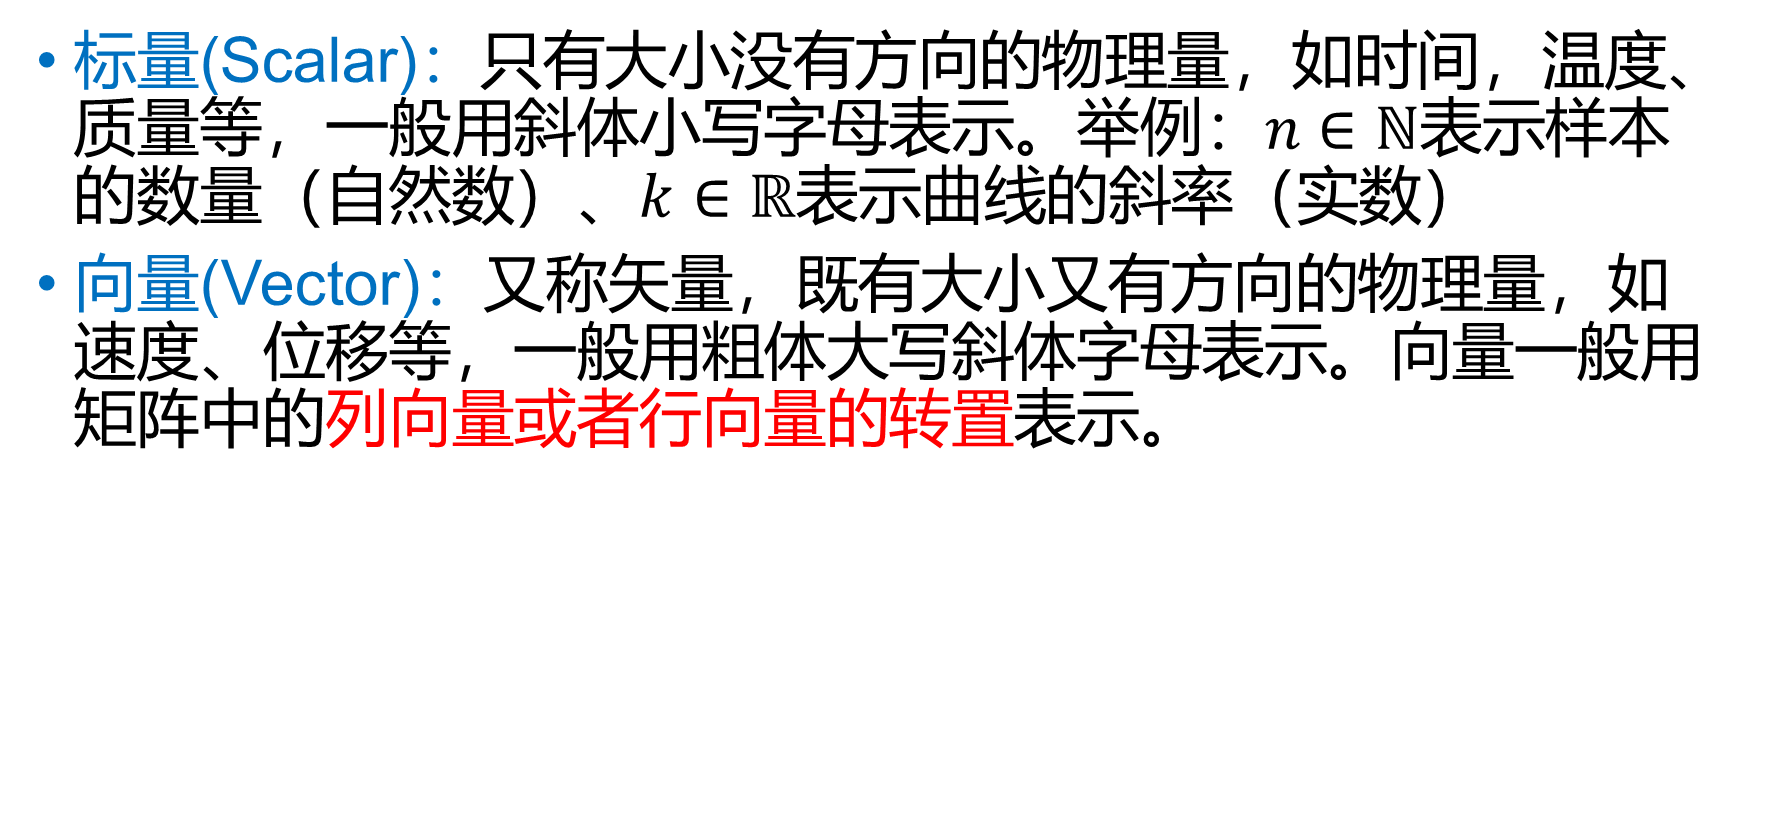 • 标量(Scalar)：只有大小没有方向的物理量，如时间，温度、
质量等，一般用斜体小写字母表示。举例：n ∈ ℕ表示样本
的数量（自然数）、k ∈ ℝ表示曲线的斜率（实数）
• 向量(Vector)：又称矢量，既有大小又有方向的物理量，如
速度、位移等，一般用粗体大写斜体字母表示。向量一般用
矩阵中的列向量或者行向量的转置表示。